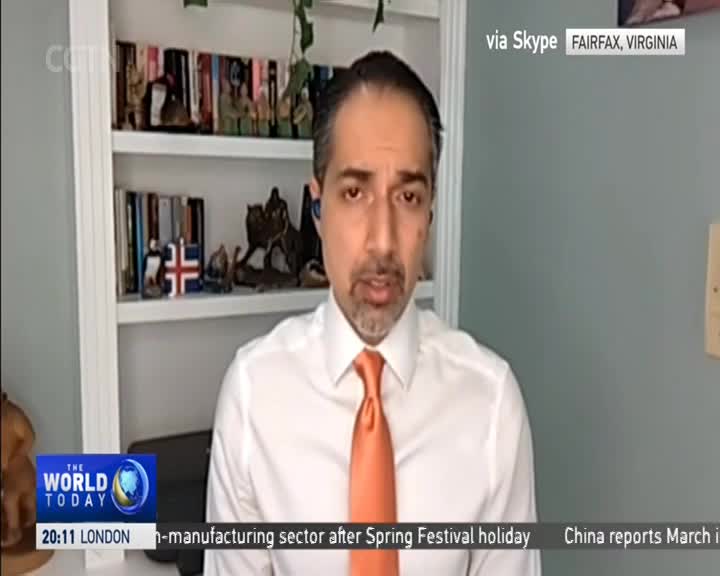 CCTN
via Skype
FAIRFAX, VIRGINIA
THE
WORLD
TODAY
20:11 LONDON
n-manufacturing sector after Spring Festival holiday
China reports March i